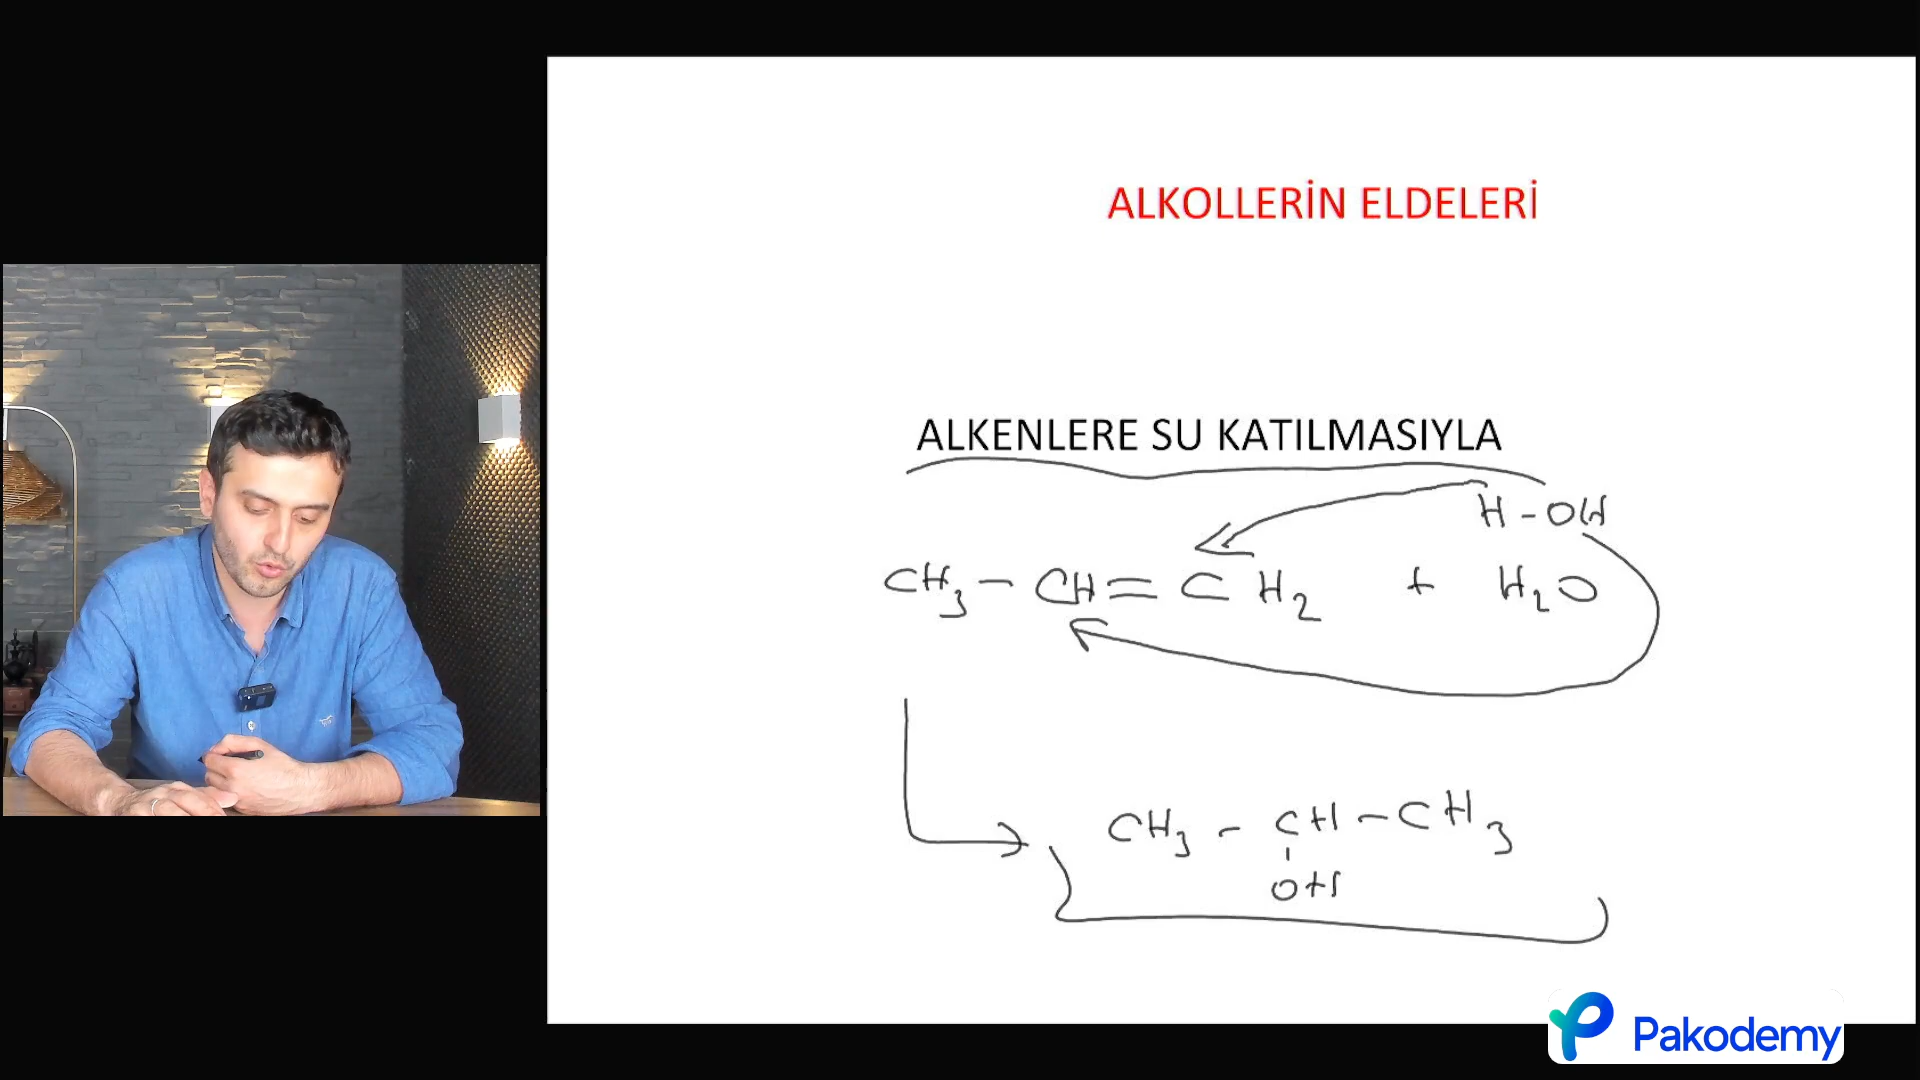 ALKOLLERİN ELDELERİ
ALKENLERE SU KATILMASIYLA
H-OH
CH3-CH=CH2 + H2O
CH3-CH-CH3
OH
Pakodemy